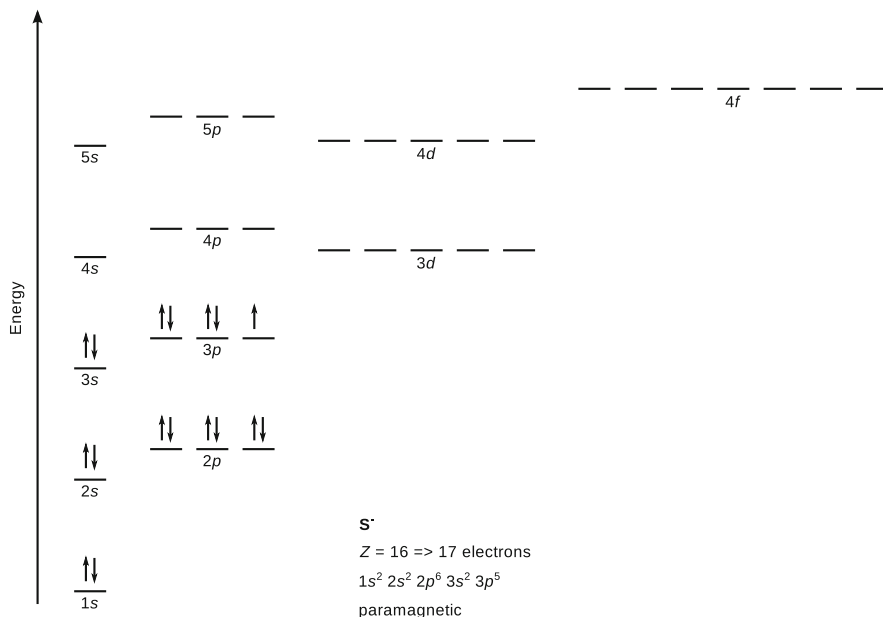 4f
5p
4d
5s
4p
3d
4s
Energy
3p
3s
2p
2s
S⁻
Z = 16 => 17 electrons
1s² 2s² 2p⁶ 3s² 3p⁵
1s
paramagnetic